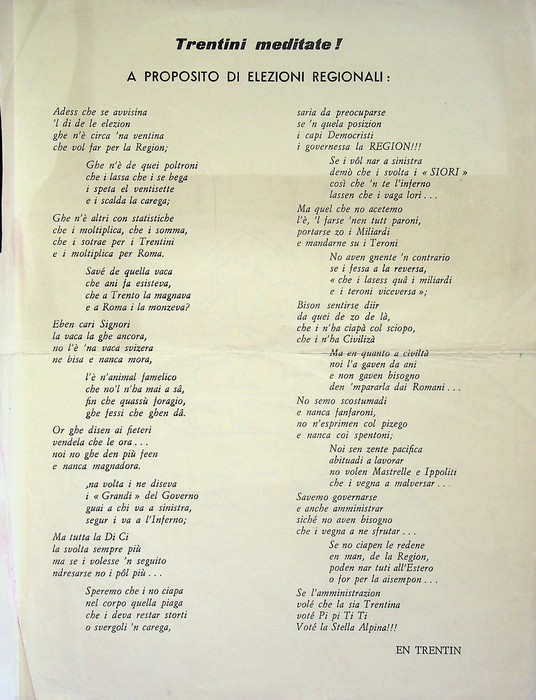 Trentini meditate!
A PROPOSITO DI ELEZIONI REGIONALI:
Adess che se avvisina
'l dì de le elezion
ghe n'è circa 'na ventina
che vol far per la Region;
Ghe n'è de quei poltroni
che i lassa che i se bega
i speta el ventisette
e i scalda la carega;
Ghe n'è altri con statistiche
che i moltiplica, che i somma,
che i sotrae per i Trentini
e i moltiplica per Roma.
Savé de quella vaca
che ani fa esisteva,
che a Trento la magnava
e a Roma i la monzeva?
Eben cari Signori
la vaca la ghe ancora,
no l'è 'na vaca svizera
ne bisa e nanca mora,
l'è n'animal famelico
che no'l n'ha mai a sâ,
fin che quassù foragio,
ghe fessi che ghen dâ.
Or ghe disen ai fieteri
vendela che le ora...
noi no ghe den più feen
e nanca magnadora.
,na volta i ne diseva
i « Grandi » del Governo
guai a chi va a sinistra,
segur i va a l'Inferno;
Ma tutta la Di Ci
la svolta sempre più
ma se i volesse 'n seguito
ndresarse no i pôl più...
Speremo che i no ciapa
nel corpo quella piaga
che i deva restar storti
o svergoli 'n carega,
saria da preocuparse
se 'n quela posizion
i capi Democristi
i governessa la REGION!!!
Se i vôl nar a sinistra
demò che i svolta i « SIORI »
così che 'n te l'inferno
lassen che i vaga lori...
Ma quel che no acetemo
l'è, 'l farse 'nen tutt paroni,
portarse zo i Miliardi
e mandarne su i Teroni
No aven gnente 'n contrario
se i fessa a la reversa,
« che i lasess quâ i miliardi
e i teroni viceversa »;
Bison sentirse diir
da quei de zo de là,
che i n'ha ciapà col sciopo,
che i n'ha Civilizà
Ma en quanto a civiltà
noi l'a gaven da ani
e non gaven bisogno
den 'mpararla dai Romani...
No semo scostumadi
e nanca fanfaroni,
no n'esprimen col pizego
e nanca coi spentoni;
Noi sen zente pacifica
abituadi a lavorar
no volen Mastrelle e Ippoliti
che i vegna a malversar...
Savemo governarse
e anche amministrar
siché no aven bisogno
che i vegna a ne sfrutar...
Se no ciapen le redene
en man, de la Region,
poden nar tuti all'Estero
o for per la aisempon...
Se l'amministrazion
volé che la sia Trentina
voté Pi pi Ti Ti
Voté la Stella Alpina!!!
EN TRENTIN